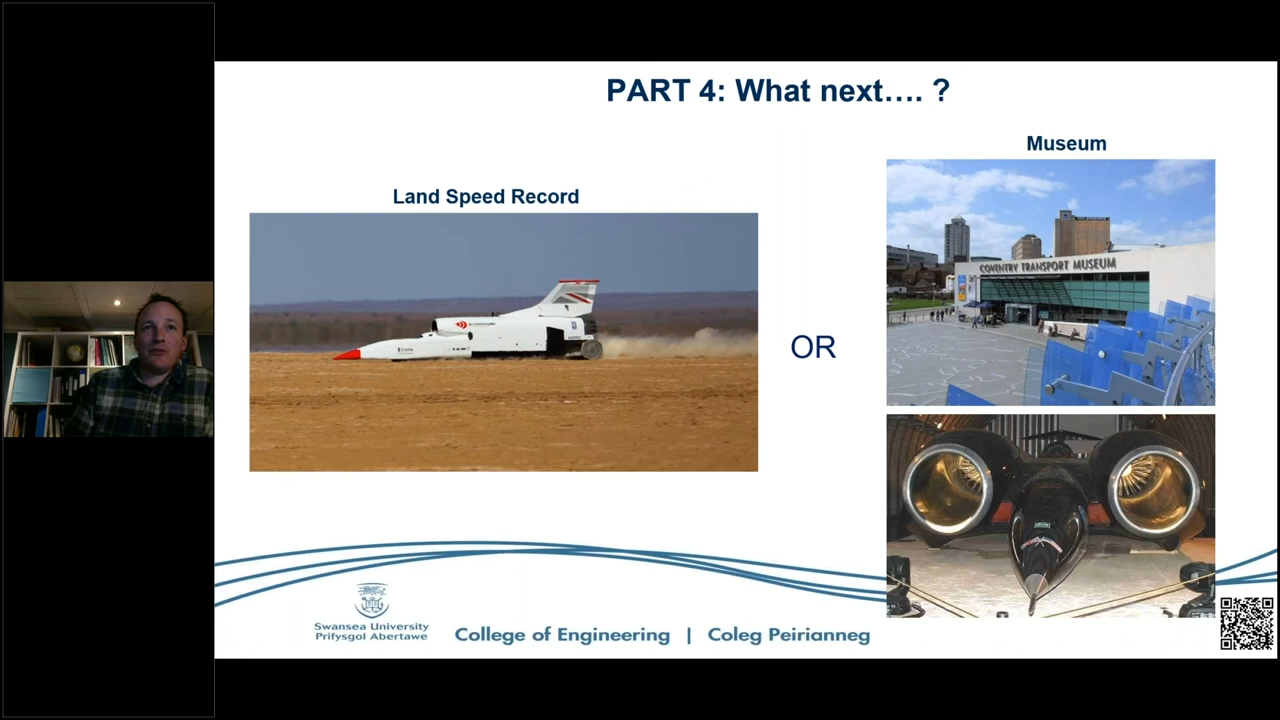 PART 4: What next…. ?
Museum
Land Speed Record
COVENTRY TRANSPORT MUSEUM
OR
Swansea University
Prifysgol Abertawe
College of Engineering | Coleg Peirianneg